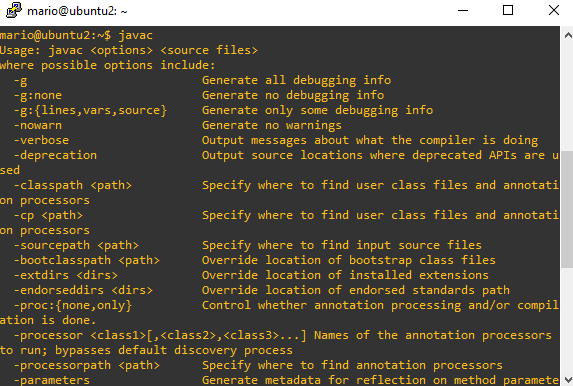 mario@ubuntu2: ~
mario@ubuntu2:~$ javac
Usage: javac <options> <source files>
where possible options include:
  -g                         Generate all debugging info
  -g:none                    Generate no debugging info
  -g:{lines,vars,source}     Generate only some debugging info
  -nowarn                    Generate no warnings
  -verbose                   Output messages about what the compiler is doing
  -deprecation               Output source locations where deprecated APIs are u
sed
  -classpath <path>          Specify where to find user class files and annotati
on processors
  -cp <path>                 Specify where to find user class files and annotati
on processors
  -sourcepath <path>         Specify where to find input source files
  -bootclasspath <path>      Override location of bootstrap class files
  -extdirs <dirs>            Override location of installed extensions
  -endorseddirs <dirs>       Override location of endorsed standards path
  -proc:{none,only}          Control whether annotation processing and/or compil
ation is done.
  -processor <class1>[,<class2>,<class3>...] Names of the annotation processors
to run; bypasses default discovery process
  -processorpath <path>      Specify where to find annotation processors
  -parameters                Generate metadata for reflection on method paramete